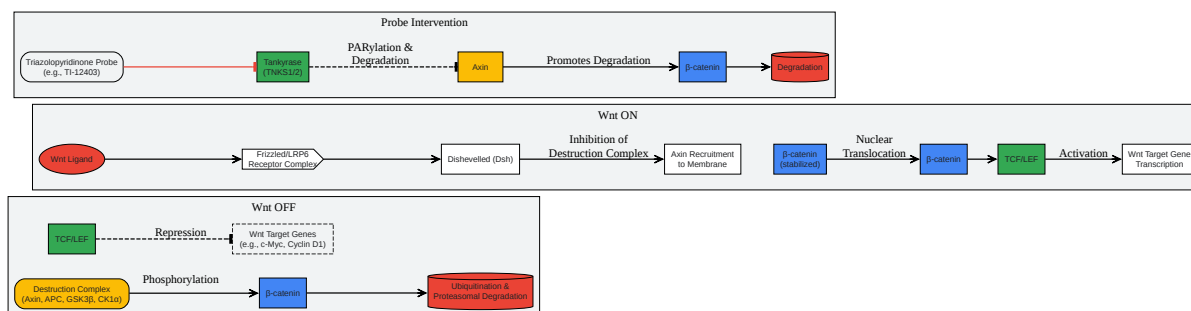 Probe Intervention
Triazolopyridinone Probe
(e.g., TI-12403)
Tankyrase
(TNKS1/2)
PARylation &
Degradation
Axin
Promotes Degradation
β-catenin
Degradation
Wnt ON
Wnt Ligand
Frizzled/LRP6
Receptor Complex
Dishevelled (Dsh)
Inhibition of
Destruction Complex
Axin Recruitment
to Membrane
β-catenin
(stabilized)
Nuclear
Translocation
β-catenin
TCF/LEF
Activation
Wnt Target Gene
Transcription
Wnt OFF
TCF/LEF
Repression
Wnt Target Genes
(e.g., c-Myc, Cyclin D1)
Destruction Complex
(Axin, APC, GSK3β, CK1α)
Phosphorylation
β-catenin
Ubiquitination &
Proteasomal Degradation